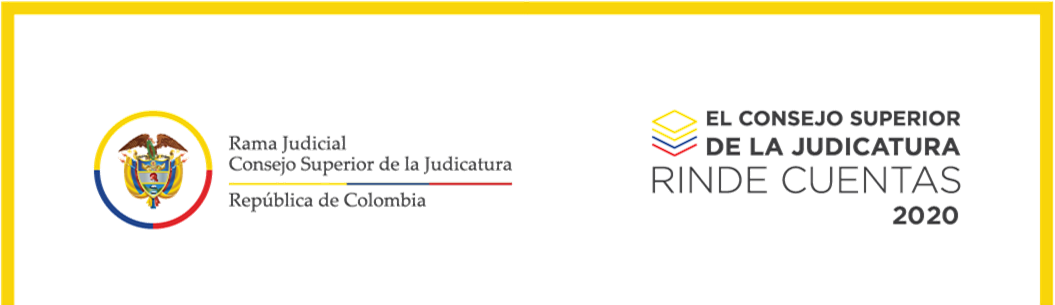 Rama Judicial
Consejo Superior de la Judicatura
República de Colombia
EL CONSEJO SUPERIOR
DE LA JUDICATURA
RINDE CUENTAS
2020